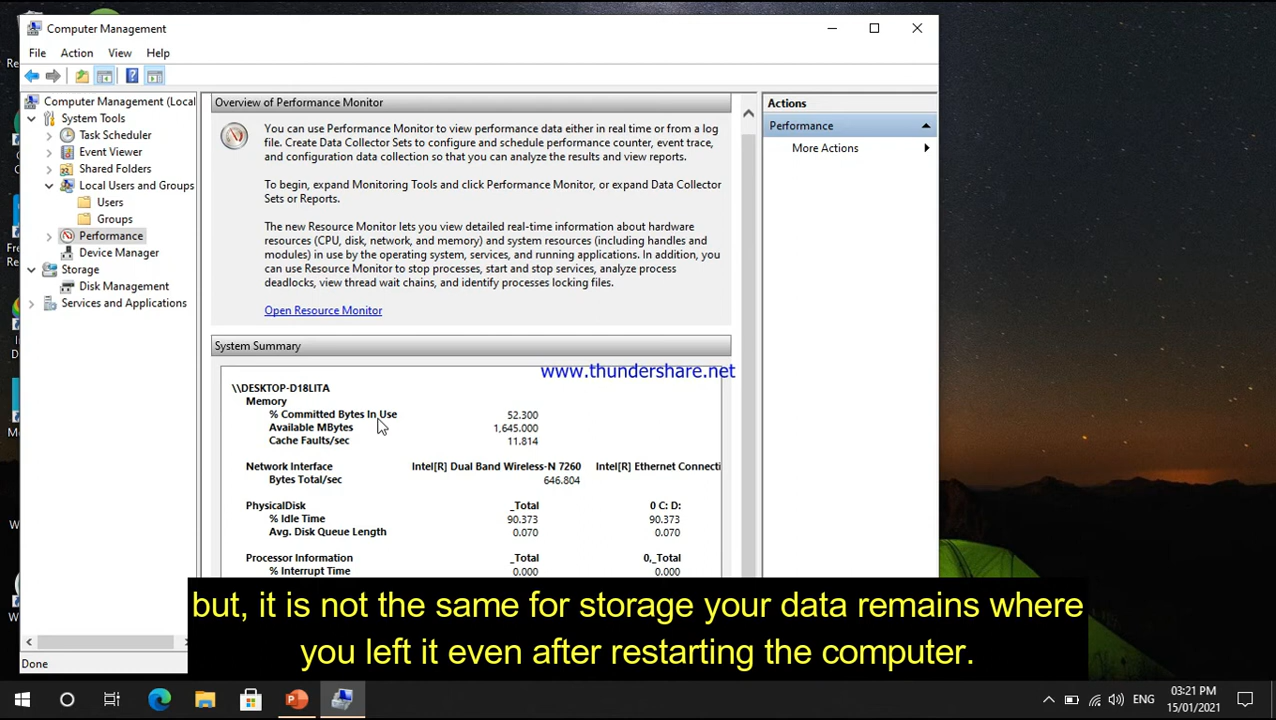 Computer Management
File Action View Help
Computer Management (Local
System Tools
Task Scheduler
Event Viewer
Shared Folders
Local Users and Groups
Users
Groups
Performance
Device Manager
Storage
Disk Management
Services and Applications
Overview of Performance Monitor
You can use Performance Monitor to view performance data either in real time or from a log
file. Create Data Collector Sets to configure and schedule performance counter, event trace,
and configuration data collection so that you can analyze the results and view reports.
To begin, expand Monitoring Tools and click Performance Monitor, or expand Data Collector
Sets or Reports.
The new Resource Monitor lets you view detailed real-time information about hardware
resources (CPU, disk, network, and memory) and system resources (including handles and
modules) in use by the operating system, services, and running applications. In addition, you
can use Resource Monitor to stop processes, start and stop services, analyze process
deadlocks, view thread wait chains, and identify processes locking files.
Open Resource Monitor
System Summary
www.thundershare.net
\\DESKTOP-D18LITA
Memory
% Committed Bytes In Use 52.300
Available MBytes 1,645.000
Cache Faults/sec 11.814
Network Interface Intel[R] Dual Band Wireless-N 7260 Intel[R] Ethernet Connecti
Bytes Total/sec 646.804
PhysicalDisk _Total 0 C: D:
% Idle Time 90.373 90.373
Avg. Disk Queue Length 0.070 0.070
Processor Information _Total 0,_Total
% Interrupt Time 0.000 0.000
Actions
Performance
More Actions
but, it is not the same for storage your data remains where
you left it even after restarting the computer.
Done
ENG
03:21 PM
15/01/2021